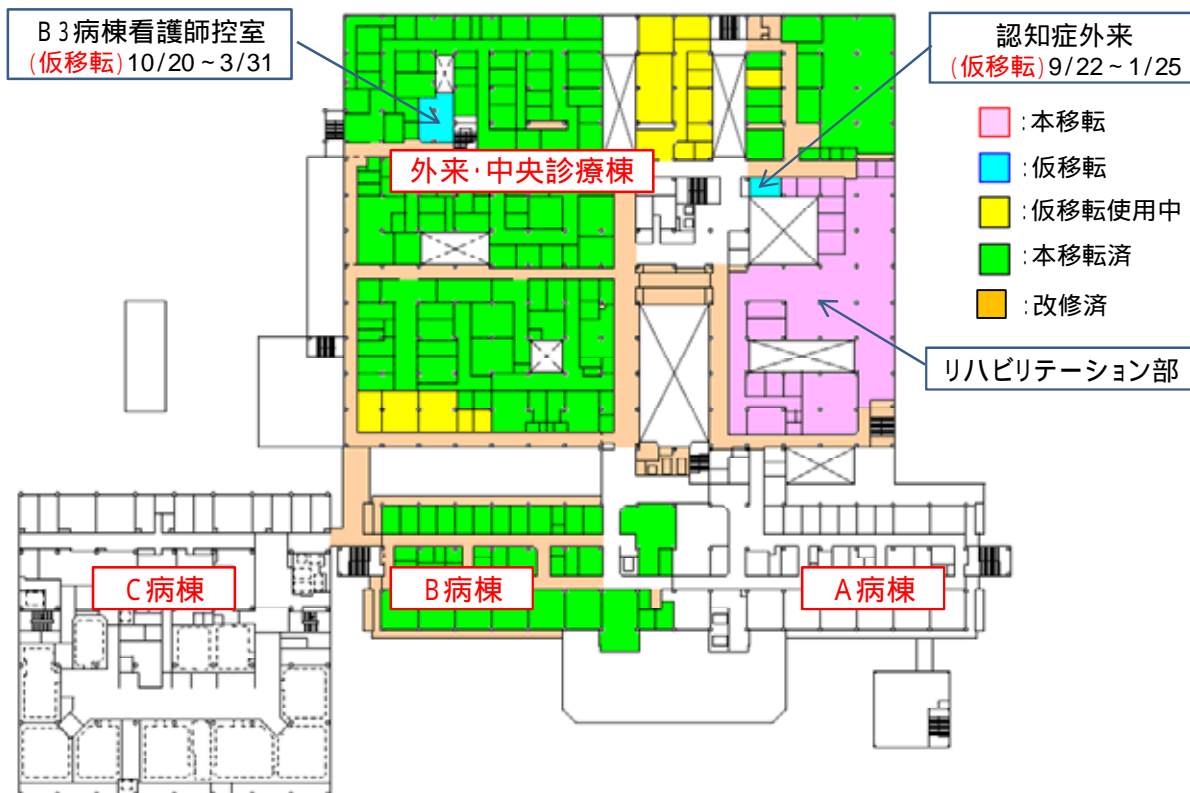 B3病棟看護師控室
(仮移転)10/20~3/31
認知症外来
(仮移転)9/22~1/25
:本移転
:仮移転
:仮移転使用中
:本移転済
:改修済
外来･中央診療棟
リハビリテーション部
C病棟
B病棟
A病棟